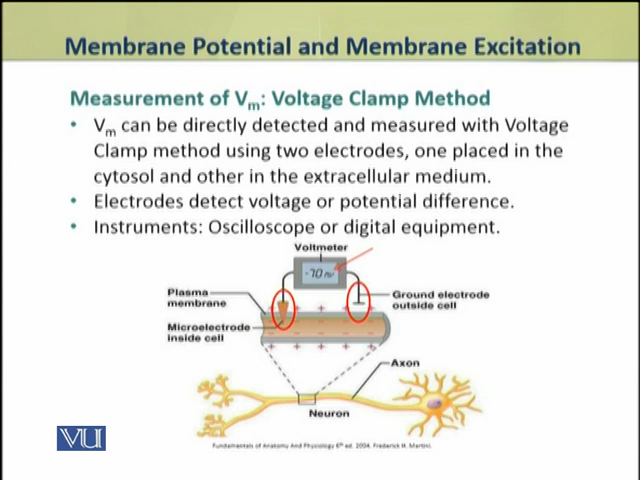 Membrane Potential and Membrane Excitation
Measurement of Vm: Voltage Clamp Method
• Vm can be directly detected and measured with Voltage
Clamp method using two electrodes, one placed in the
cytosol and other in the extracellular medium.
• Electrodes detect voltage or potential difference.
• Instruments: Oscilloscope or digital equipment.
Voltmeter
-70 mv
Plasma
membrane
Ground electrode
outside cell
Microelectrode
inside cell
Axon
Neuron
VU
Fundamentals of Anatomy And Physiology 6th ed. 2004. Frederick H. Martini.